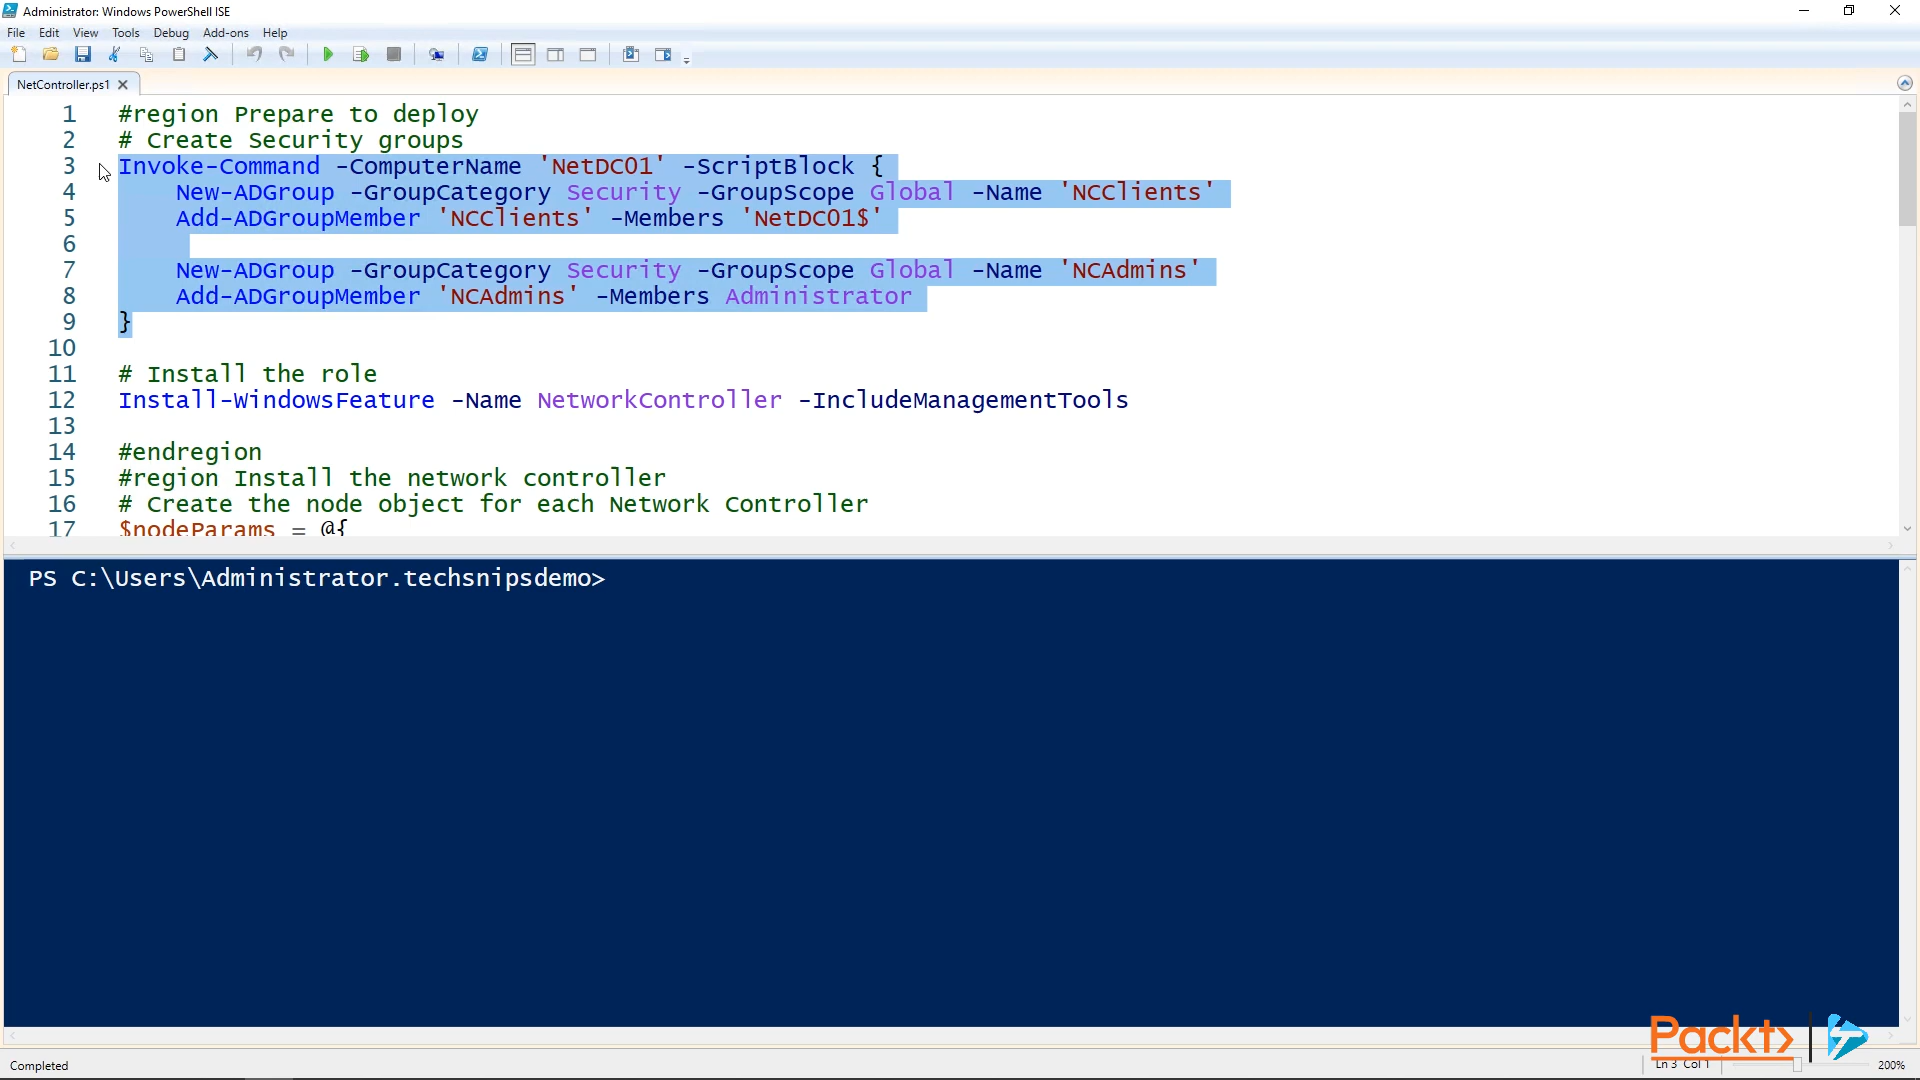 Administrator: Windows PowerShell ISE
File Edit View Tools Debug Add-ons Help
NetController.ps1
1 #region Prepare to deploy
2 # Create Security groups
3 Invoke-Command -ComputerName 'NetDC01' -ScriptBlock {
4 New-ADGroup -GroupCategory Security -GroupScope Global -Name 'NCClients'
5 Add-ADGroupMember 'NCClients' -Members 'NetDC01$'
6
7 New-ADGroup -GroupCategory Security -GroupScope Global -Name 'NCAdmins'
8 Add-ADGroupMember 'NCAdmins' -Members Administrator
9 }
10
11 # Install the role
12 Install-WindowsFeature -Name NetworkController -IncludeManagementTools
13
14 #endregion
15 #region Install the network controller
16 # Create the node object for each Network Controller
17 $nodeParams = @{
PS C:\Users\Administrator.techsnipsdemo>
Packt>
Completed
Ln 3 Col 1
200%